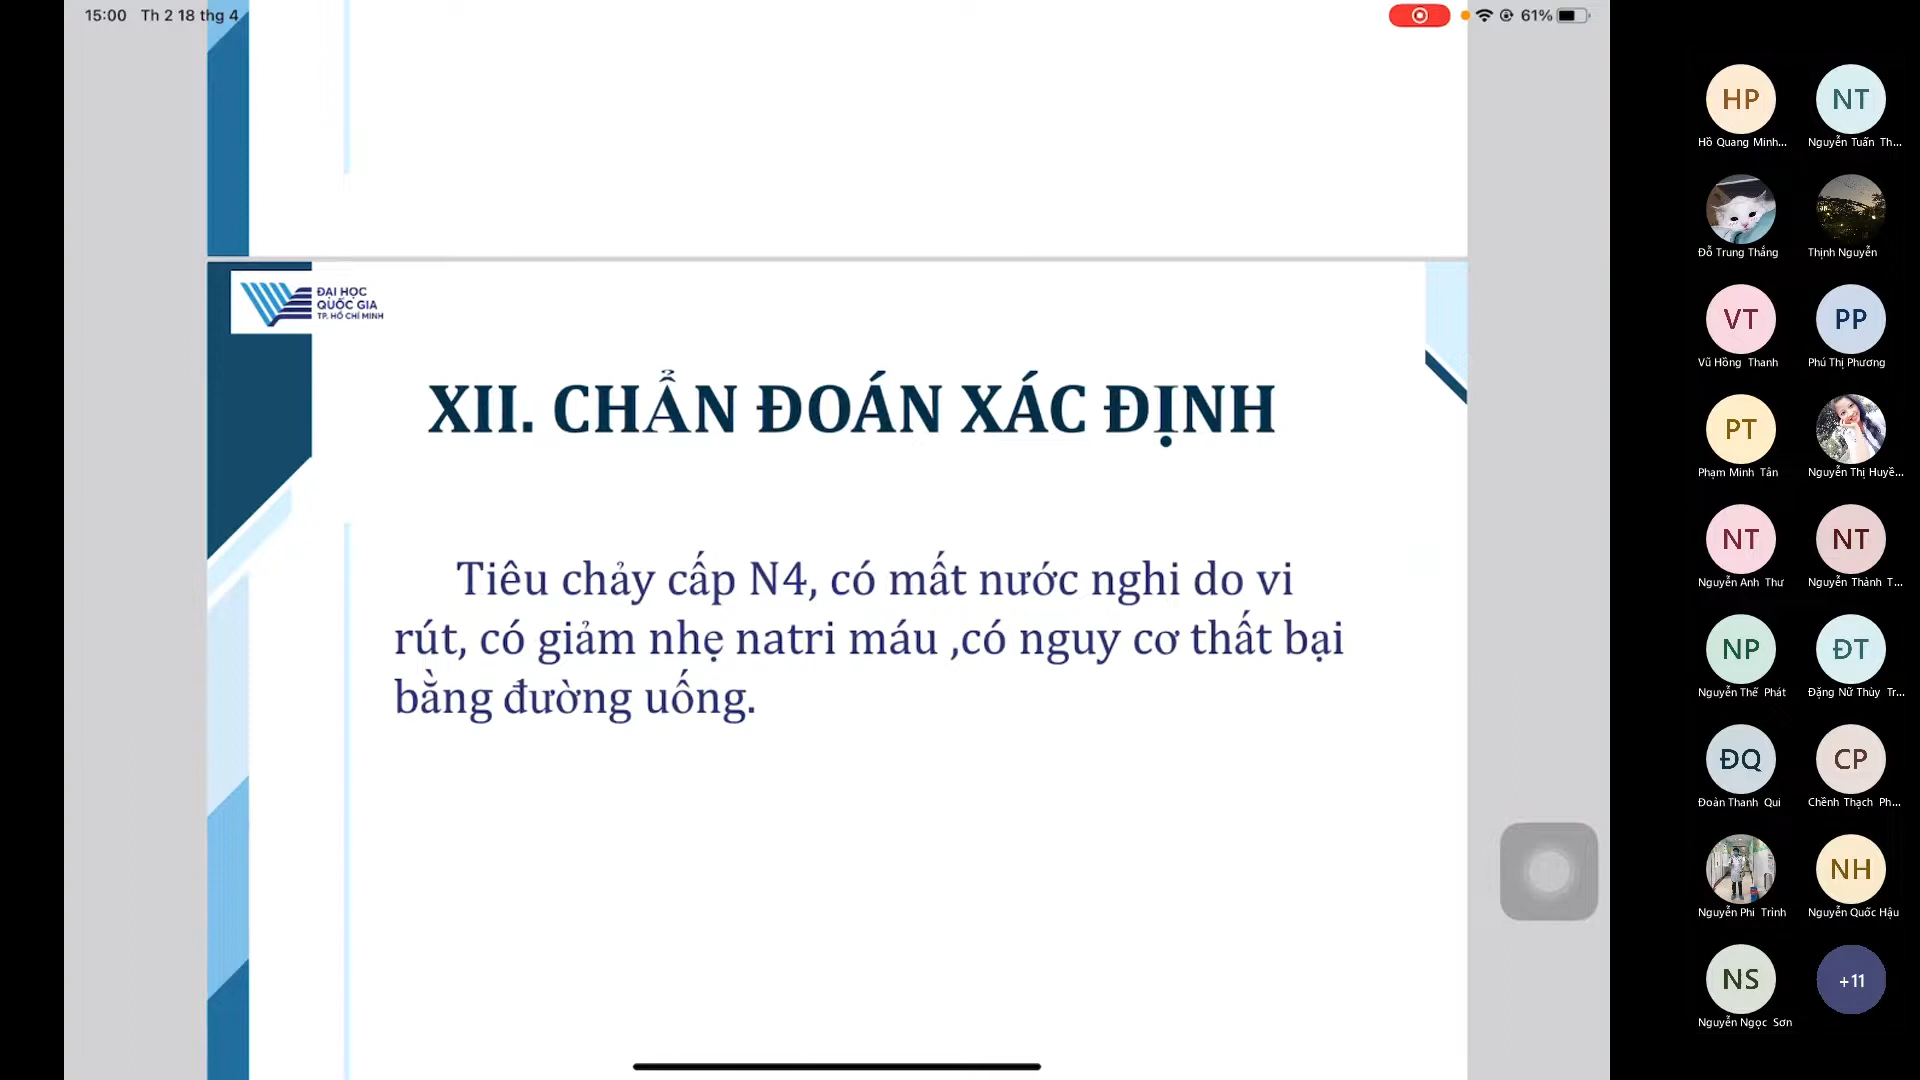 15:00 Th 2 18 thg 4
61%
ĐẠI HỌC
QUỐC GIA
TP. HỒ CHÍ MINH
XII. CHẨN ĐOÁN XÁC ĐỊNH
Tiêu chảy cấp N4, có mất nước nghi do vi
rút, có giảm nhẹ natri máu ,có nguy cơ thất bại
bằng đường uống.
HP
NT
Hồ Quang Minh...
Nguyễn Tuấn Th...
Đỗ Trung Thắng
Thịnh Nguyễn
VT
PP
Vũ Hồng Thanh
Phú Thị Phương
PT
Phạm Minh Tân
Nguyễn Thị Huyề...
NT
NT
Nguyễn Anh Thư
Nguyễn Thành T...
NP
ĐT
Nguyễn Thế Phát
Đặng Nữ Thùy Tr...
ĐQ
CP
Đoàn Thanh Qui
Chềnh Thạch Ph...
NH
Nguyễn Phi Trình
Nguyễn Quốc Hậu
NS
+11
Nguyễn Ngọc Sơn